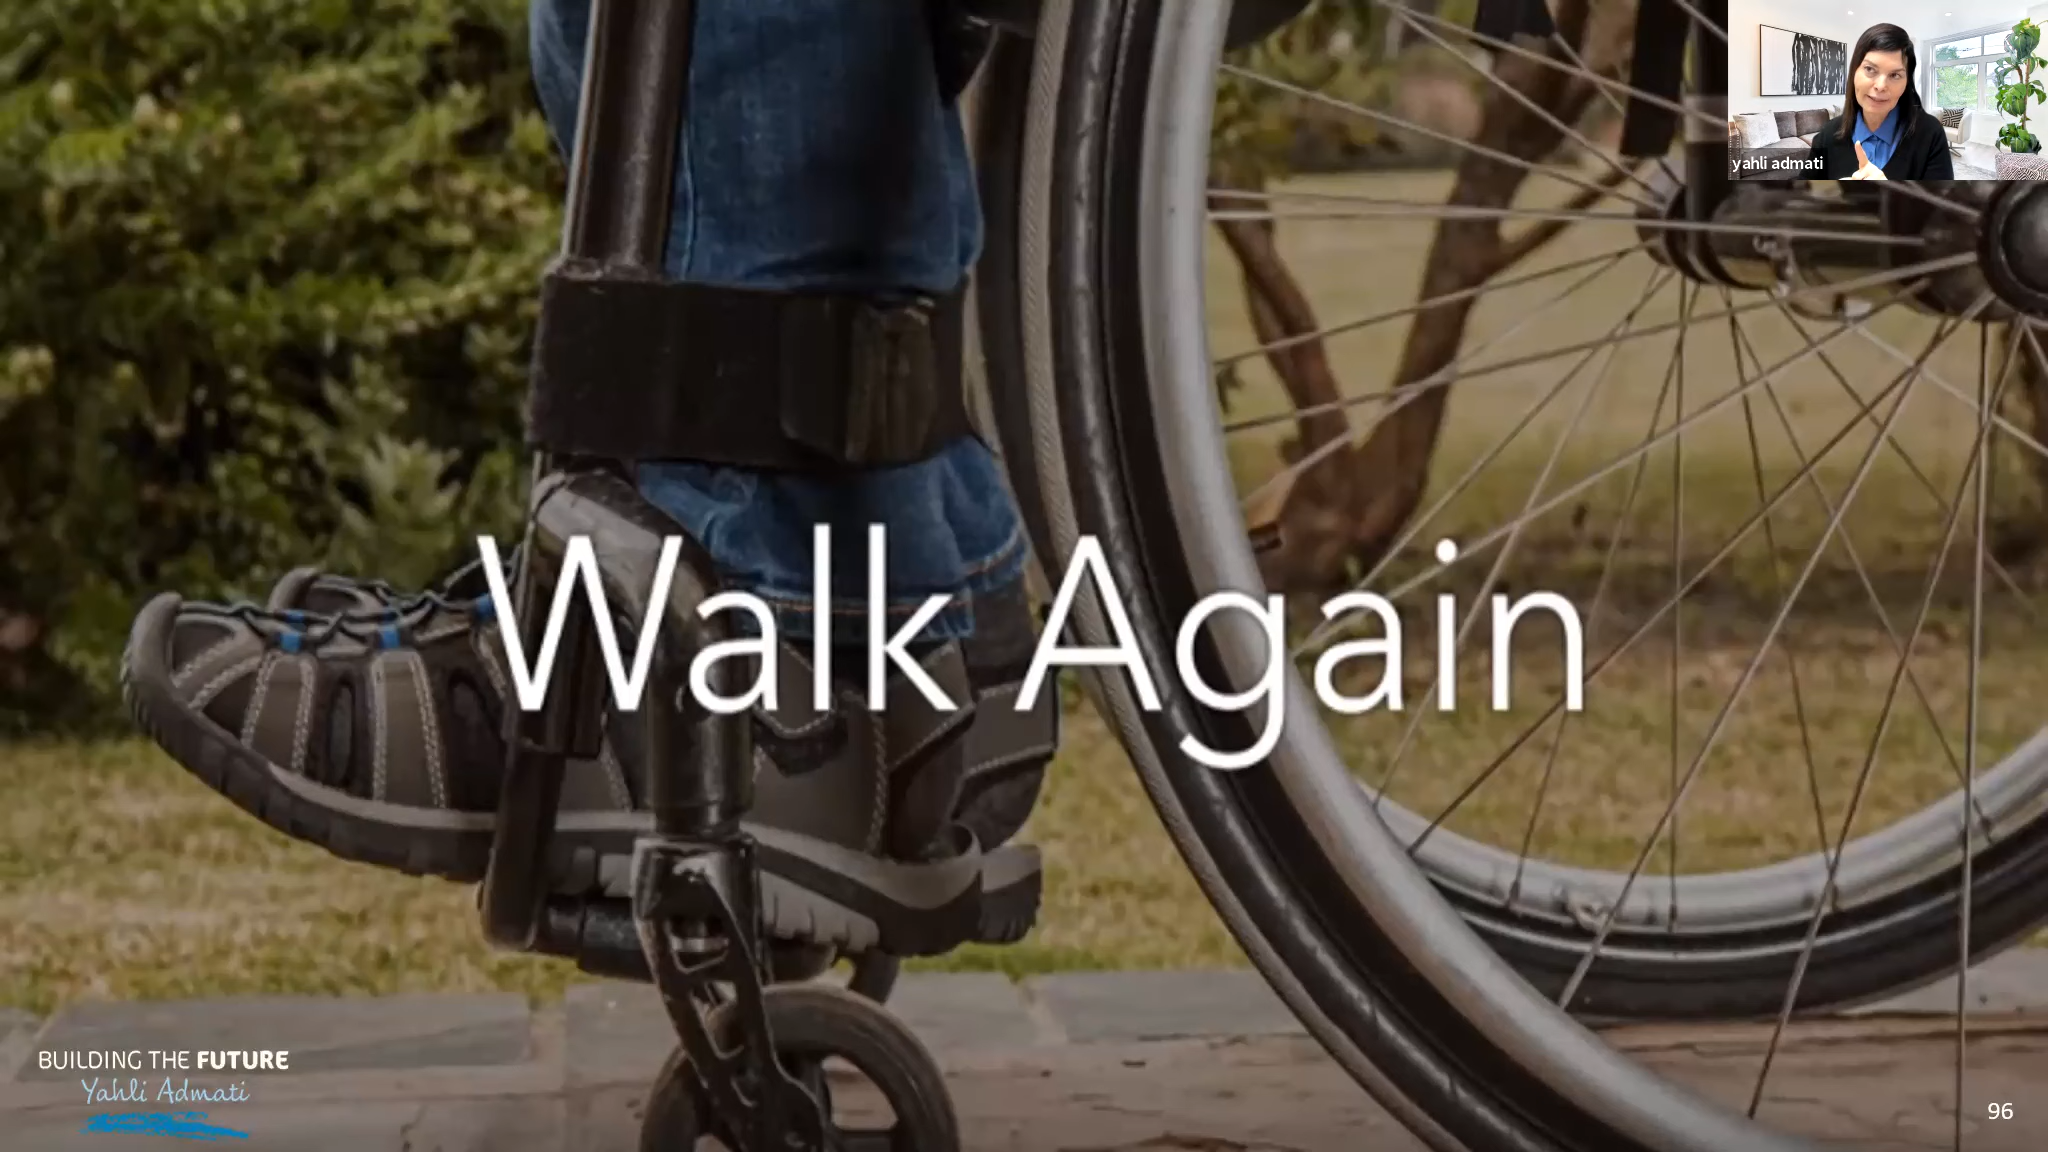 yahli admati
Walk Again
BUILDING THE FUTURE
Yahli Admati
96